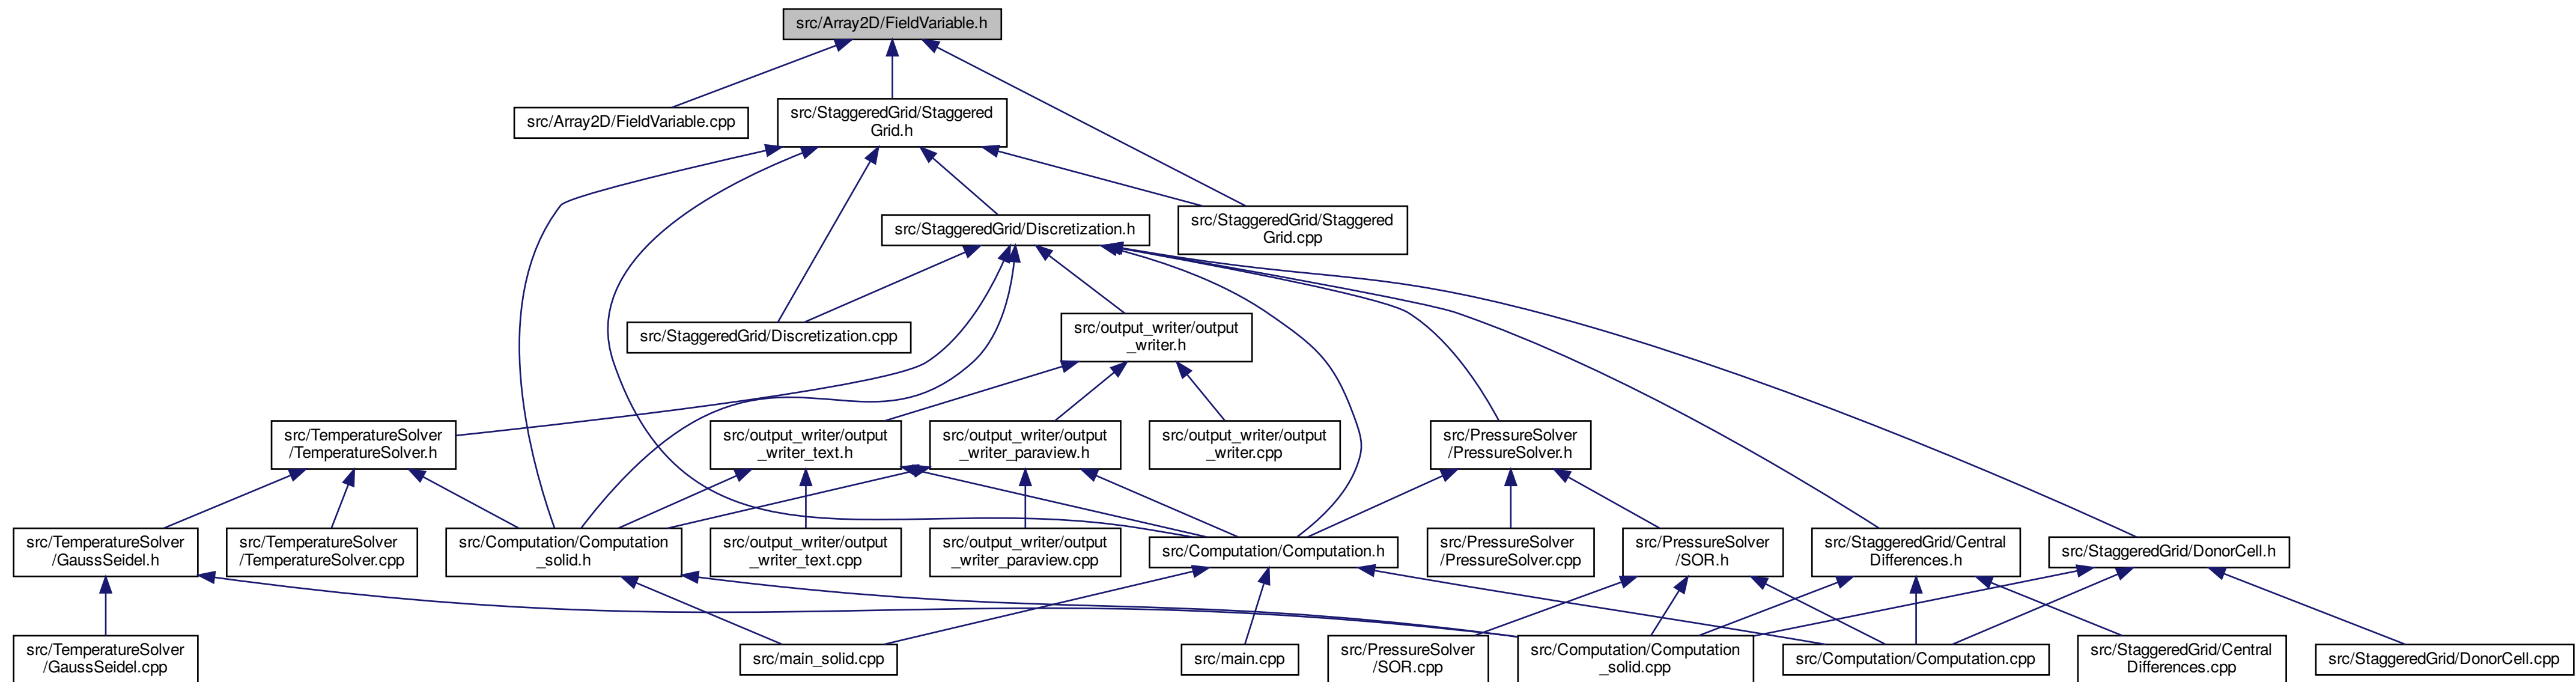 src/Array2D/FieldVariable.h
src/Array2D/FieldVariable.cpp
src/StaggeredGrid/Staggered
Grid.h
src/StaggeredGrid/Discretization.h
src/StaggeredGrid/Staggered
Grid.cpp
src/StaggeredGrid/Discretization.cpp
src/output_writer/output
_writer.h
src/TemperatureSolver
/TemperatureSolver.h
src/output_writer/output
_writer_text.h
src/output_writer/output
_writer_paraview.h
src/output_writer/output
_writer.cpp
src/PressureSolver
/PressureSolver.h
src/TemperatureSolver
/GaussSeidel.h
src/TemperatureSolver
/TemperatureSolver.cpp
src/Computation/Computation
_solid.h
src/output_writer/output
_writer_text.cpp
src/output_writer/output
_writer_paraview.cpp
src/Computation/Computation.h
src/PressureSolver
/PressureSolver.cpp
src/PressureSolver
/SOR.h
src/StaggeredGrid/Central
Differences.h
src/StaggeredGrid/DonorCell.h
src/TemperatureSolver
/GaussSeidel.cpp
src/main_solid.cpp
src/main.cpp
src/PressureSolver
/SOR.cpp
src/Computation/Computation
_solid.cpp
src/Computation/Computation.cpp
src/StaggeredGrid/Central
Differences.cpp
src/StaggeredGrid/DonorCell.cpp